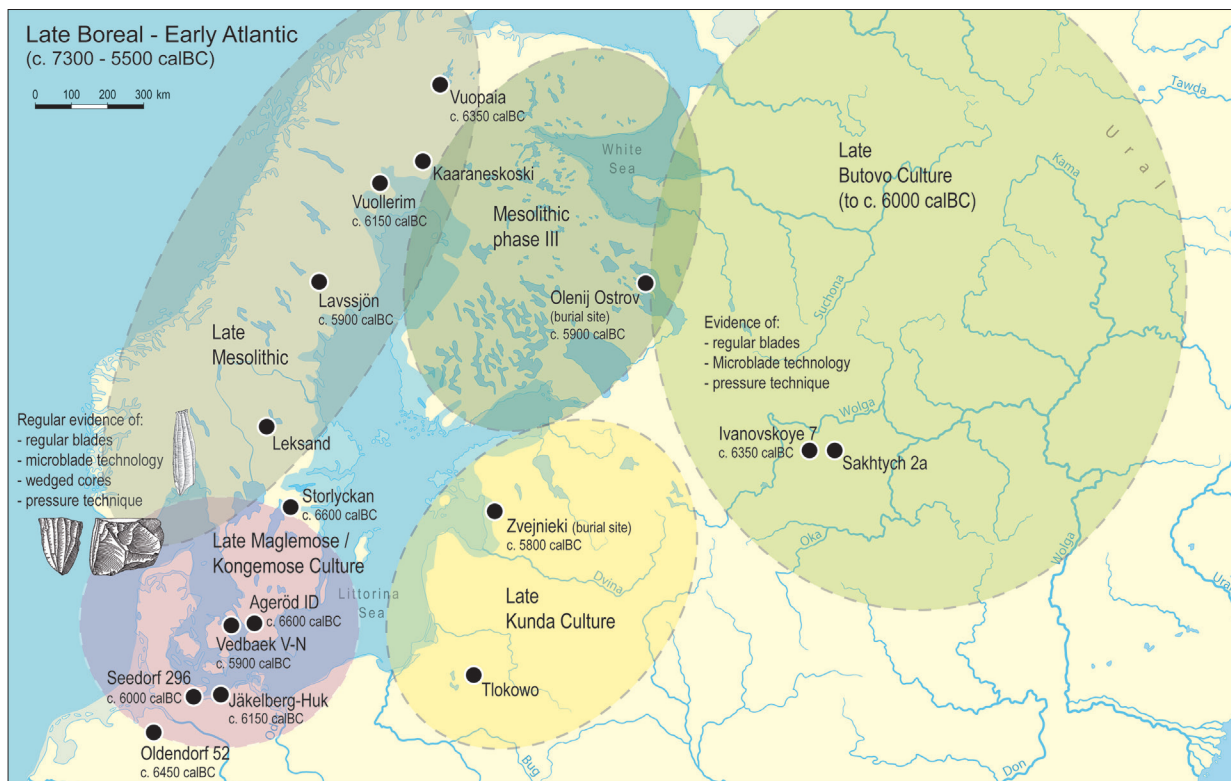 Late Boreal - Early Atlantic
(c. 7300 - 5500 calBC)
0 100 200 300 km
Vuopaia
c. 6350 calBC
Kaaraneskoski
Vuollerim
c. 6150 calBC
Lavssjön
c. 5900 calBC
Late
Mesolithic
Leksand
White
Sea
Mesolithic
phase III
Olenij Ostrov
(burial site)
c. 5900 calBC
Late
Butovo Culture
(to c. 6000 calBC)
Ural
Tawda
Kama
Suchona
Evidence of:
- regular blades
- Microblade technology
- pressure technique
Wolga
Ivanovskoye 7
c. 6350 calBC
Sakhtych 2a
Oka
Wolga
Regular evidence of:
- regular blades
- microblade technology
- wedged cores
- pressure technique
Storlyckan
c. 6600 calBC
Late Maglemose /
Kongemose Culture
Ageröd ID
c. 6600 calBC
Vedbaek V-N
c. 5900 calBC
Littorina
Sea
Seedorf 296
c. 6000 calBC
Jäkelberg-Huk
c. 6150 calBC
Oldendorf 52
c. 6450 calBC
Zvejnieki (burial site)
c. 5800 calBC
Dvina
Late
Kunda Culture
Tlokowo
Bug
Don